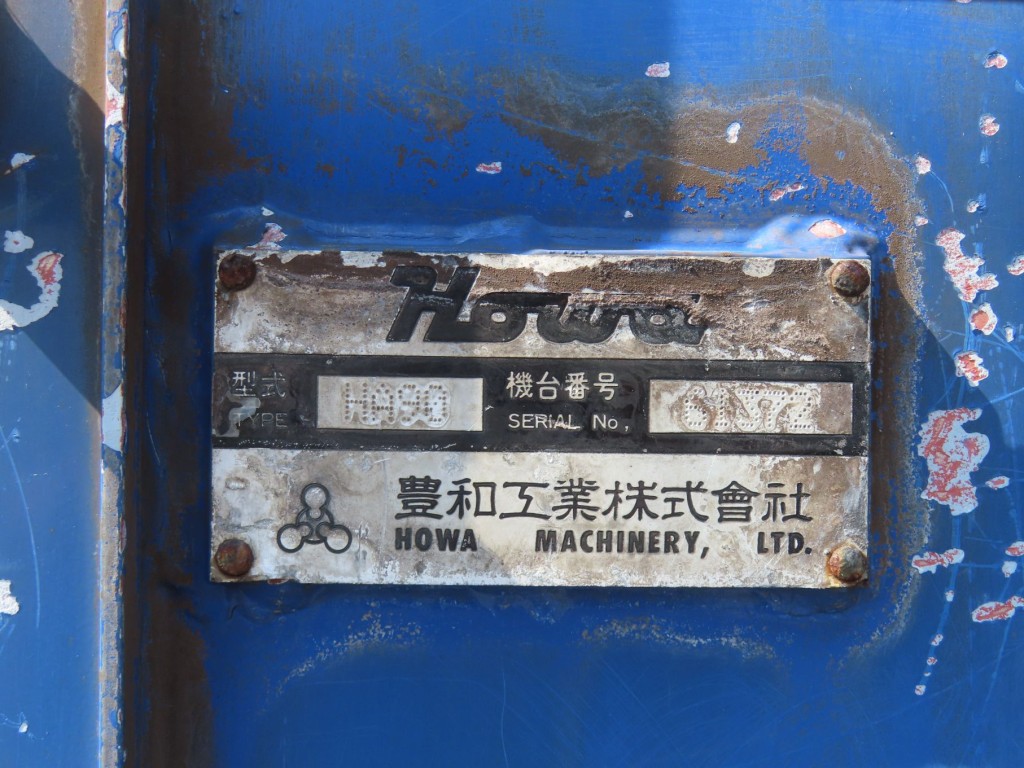 Howa
型式 機台番号
TYPE HA90 SERIAL No,
豊和工業株式會社
HOWA MACHINERY, LTD.